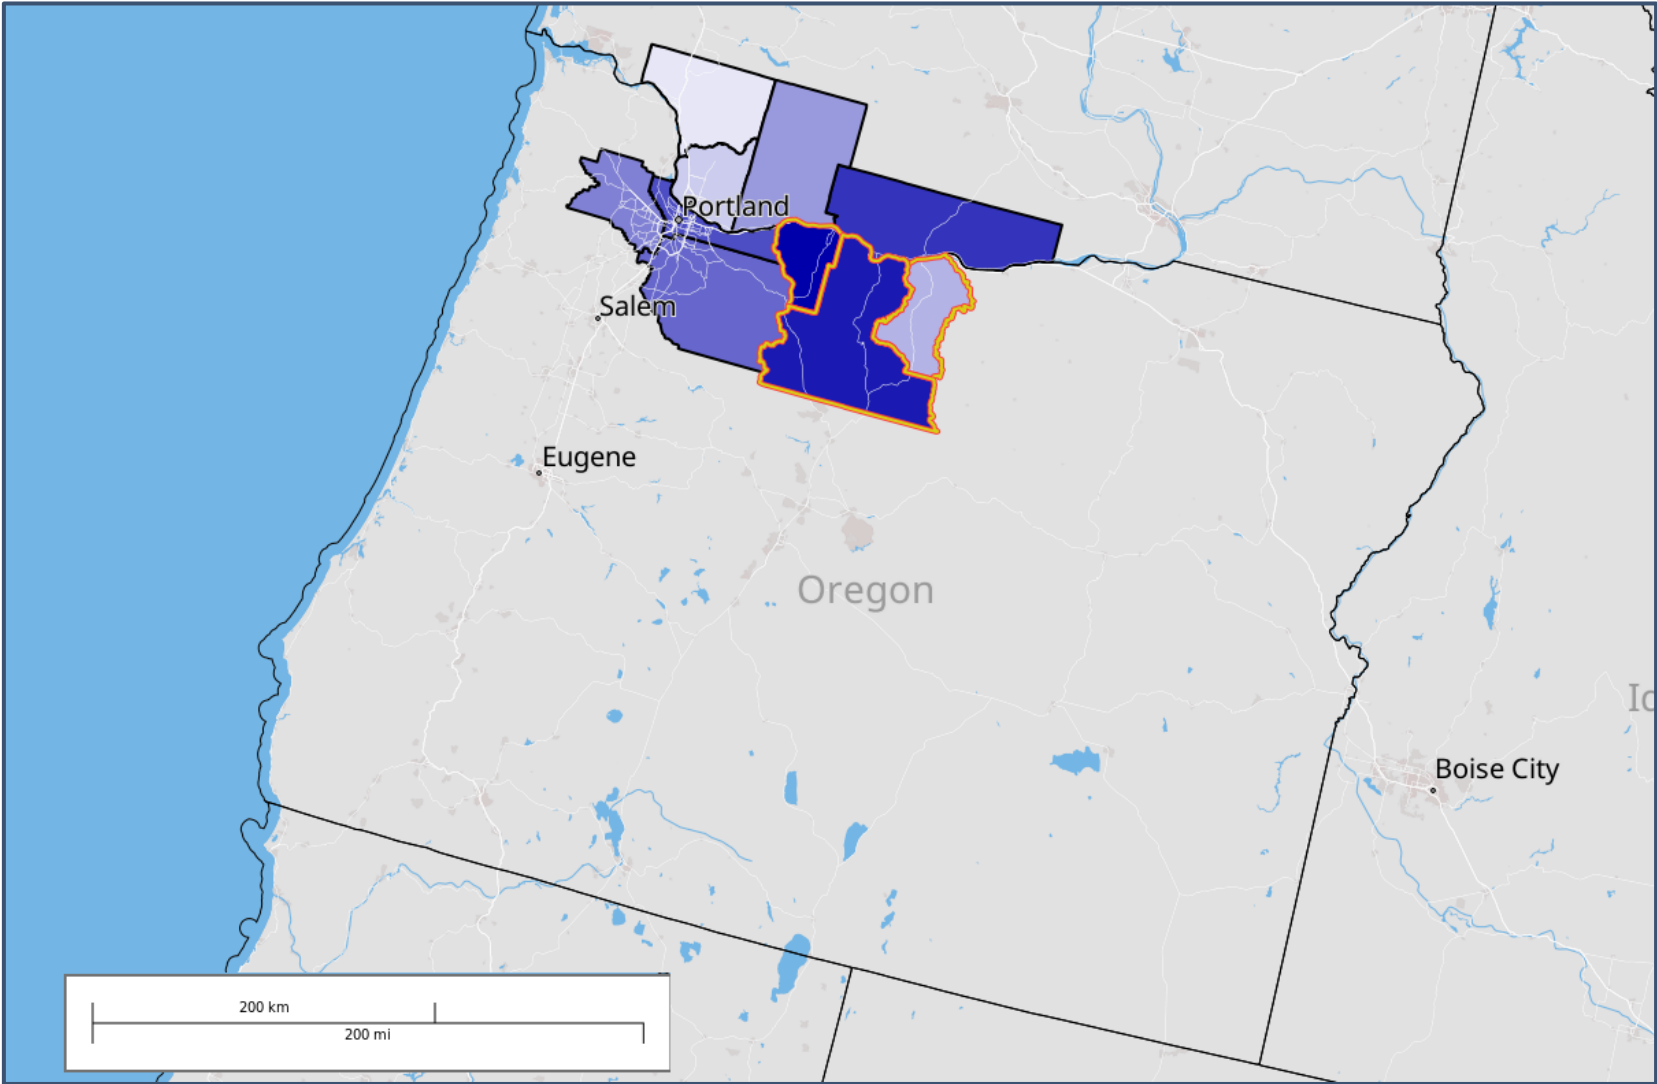 Portland
Salem
Eugene
Oregon
Boise City
200 km
200 mi